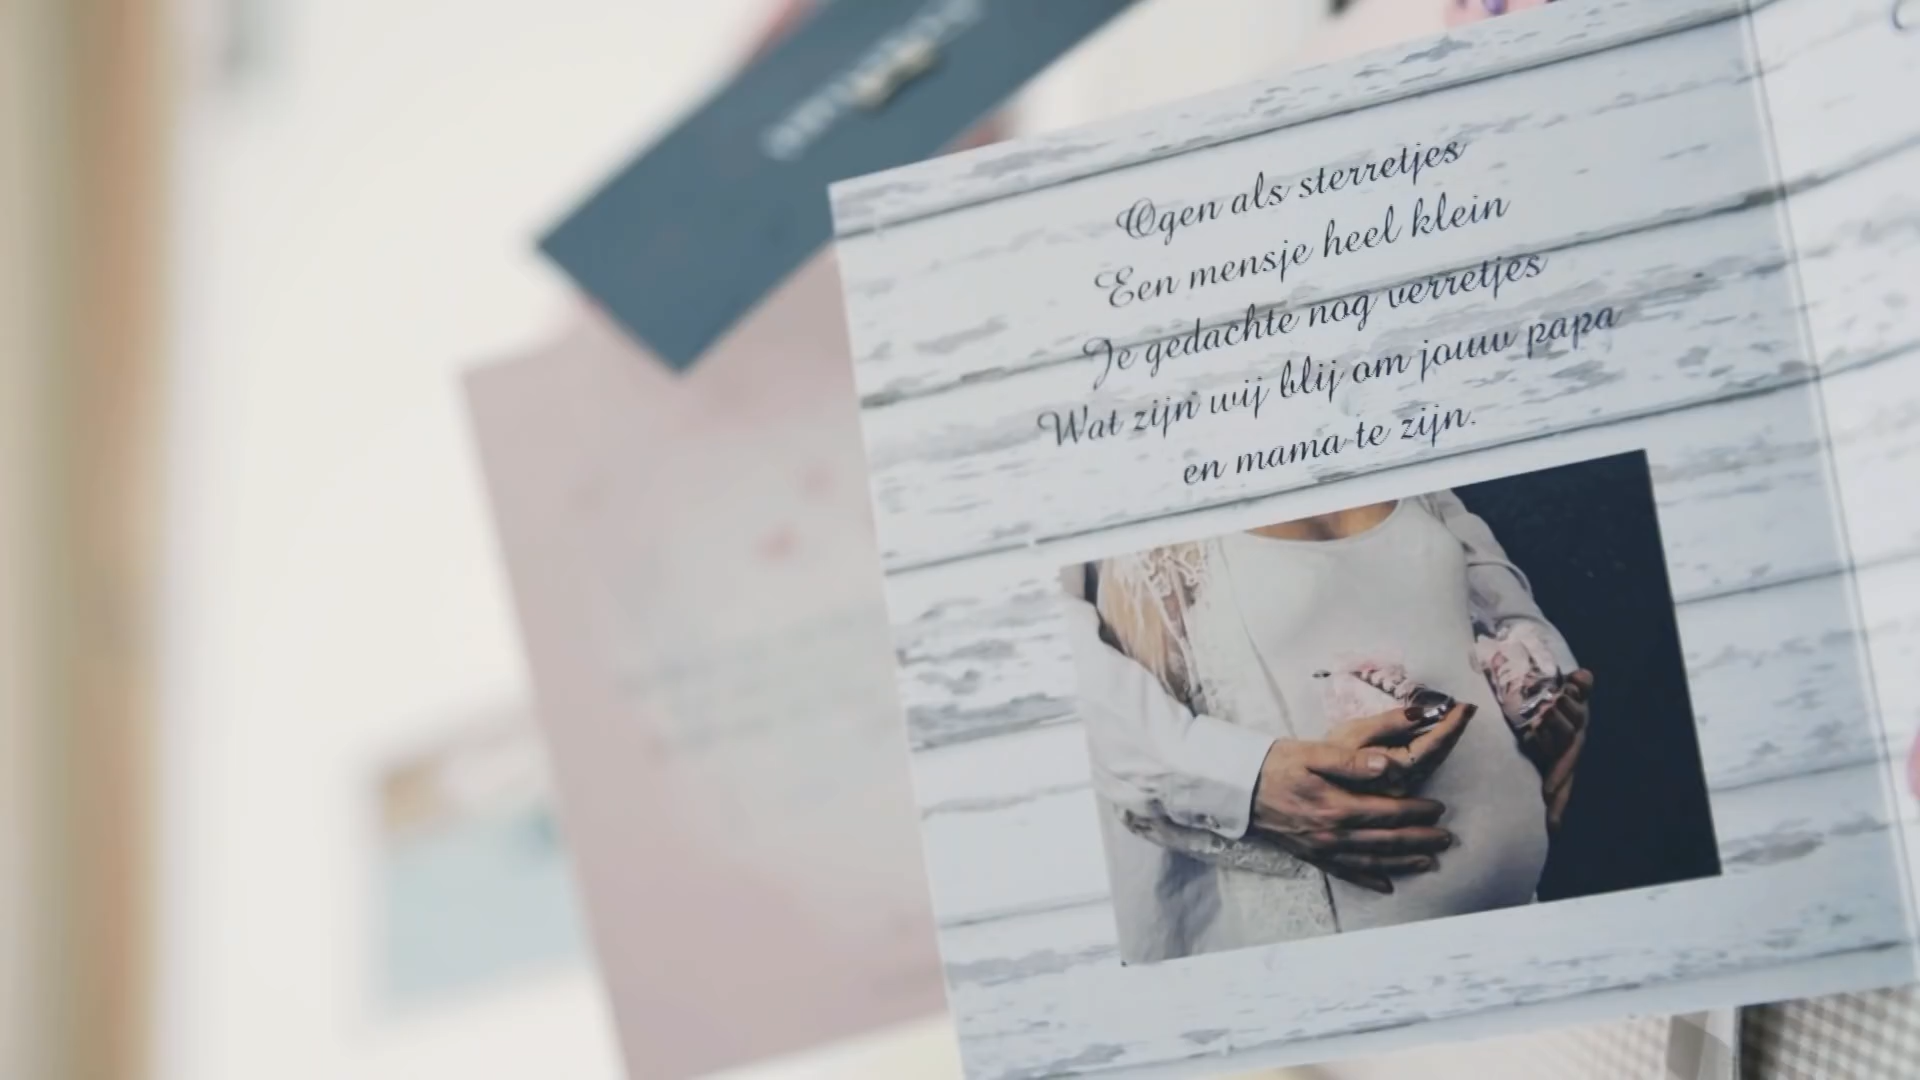 Ogen als sterretjes
Een mensje heel klein
Je gedachte nog verretjes
Wat zijn wij blij om jouw papa
en mama te zijn.